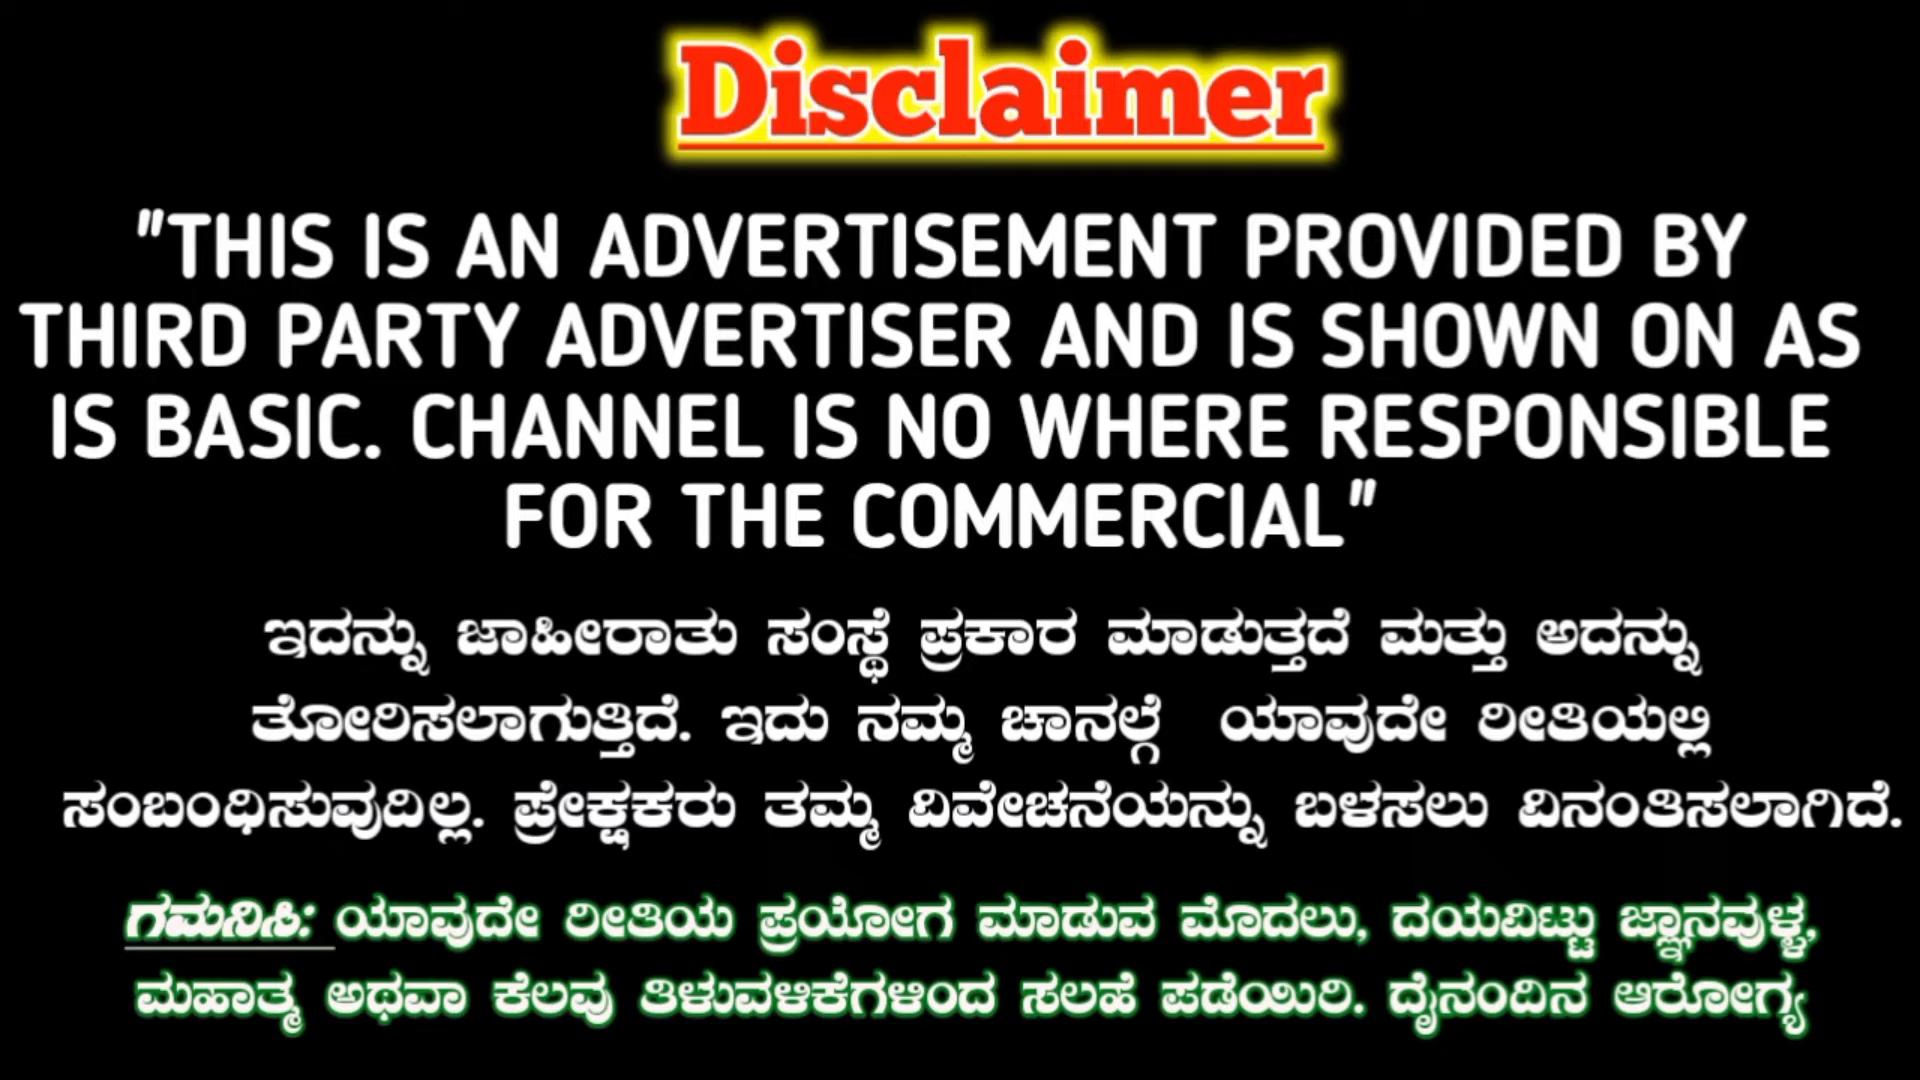 Disclaimer
"THIS IS AN ADVERTISEMENT PROVIDED BY
THIRD PARTY ADVERTISER AND IS SHOWN ON AS
IS BASIC. CHANNEL IS NO WHERE RESPONSIBLE
FOR THE COMMERCIAL"
ಇದನ್ನು ಜಾಹೀರಾತು ಸಂಸ್ಥೆ ಪ್ರಕಾರ ಮಾಡುತ್ತದೆ ಮತ್ತು ಅದನ್ನು
ತೋರಿಸಲಾಗುತ್ತಿದೆ. ಇದು ನಮ್ಮ ಚಾನಲ್ಗೆ ಯಾವುದೇ ರೀತಿಯಲ್ಲಿ
ಸಂಬಂಧಿಸುವುದಿಲ್ಲ. ಪ್ರೇಕ್ಷಕರು ತಮ್ಮ ವಿವೇಚನೆಯನ್ನು ಬಳಸಲು ವಿನಂತಿಸಲಾಗಿದೆ.
ಗಮನಿಸಿ: ಯಾವುದೇ ರೀತಿಯ ಪ್ರಯೋಗ ಮಾಡುವ ಮೊದಲು, ದಯವಿಟ್ಟು ಜ್ಞಾನವುಳ್ಳ,
ಮಹಾತ್ಮ ಅಥವಾ ಕೆಲವು ತಿಳುವಳಿಕೆಗಳಿಂದ ಸಲಹೆ ಪಡೆಯಿರಿ. ದೈನಂದಿನ ಆರೋಗ್ಯ